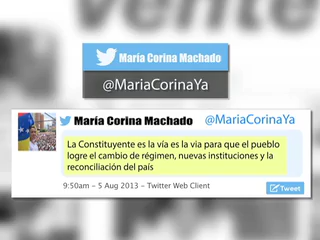 María Corina Machado
@MariaCorinaYa
María Corina Machado @MariaCorinaYa
La Constituyente es la vía es la via para que el pueblo
logre el cambio de régimen, nuevas instituciones y la
reconciliación del país
9:50am – 5 Aug 2013 – Twitter Web Client
Tweet